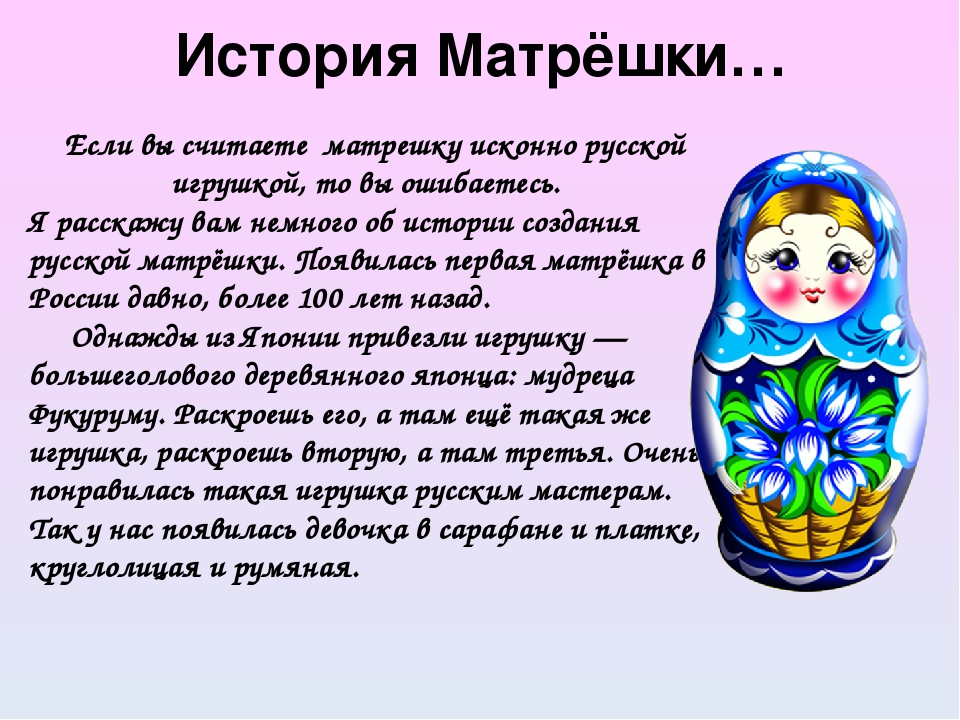 История Матрёшки…
Если вы считаете матрешку исконно русской
игрушкой, то вы ошибаетесь.
Я расскажу вам немного об истории создания
русской матрёшки. Появилась первая матрёшка в
России давно, более 100 лет назад.
Однажды из Японии привезли игрушку —
большеголового деревянного японца: мудреца
Фукуруму. Раскроешь его, а там ещё такая же
игрушка, раскроешь вторую, а там третья. Очень
понравилась такая игрушка русским мастерам.
Так у нас появилась девочка в сарафане и платке,
круглолицая и румяная.